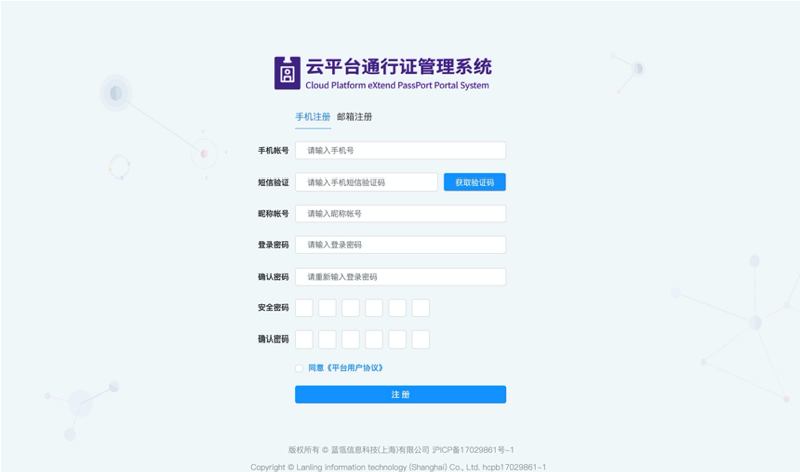 云平台通行证管理系统
Cloud Platform eXtend PassPort Portal System
手机注册 邮箱注册
手机帐号 请输入手机号
短信验证 请输入手机短信验证码 获取验证码
昵称帐号 请输入昵称帐号
登录密码 请输入登录密码
确认密码 请重新输入登录密码
安全密码
确认密码
同意《平台用户协议》
注 册
版权所有 © 蓝瓴信息科技(上海)有限公司 沪ICP备17029861号-1
Copyright © Lanling information technology (Shanghai) Co., Ltd. hcpb17029861-1